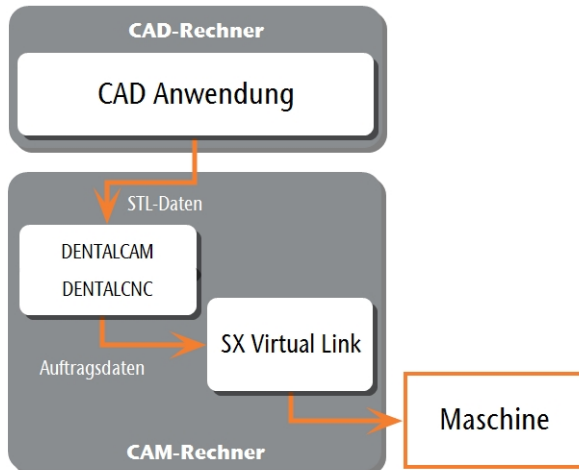 CAD-Rechner
CAD Anwendung
STL-Daten
DENTALCAM
DENTALCNC
SX Virtual Link
Auftragsdaten
Maschine
CAM-Rechner